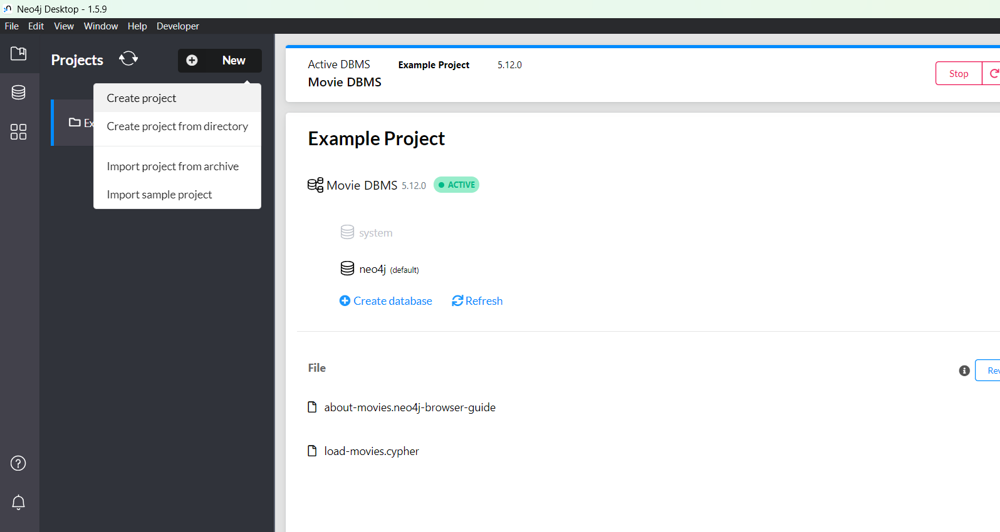 Neo4j Desktop - 1.5.9
File Edit View Window Help Developer
Projects
New
Create project
Create project from directory
Import project from archive
Import sample project
Ex
Active DBMS Example Project 5.12.0
Movie DBMS
Stop
Example Project
Movie DBMS 5.12.0 ACTIVE
system
neo4j (default)
Create database Refresh
File
Rev
about-movies.neo4j-browser-guide
load-movies.cypher